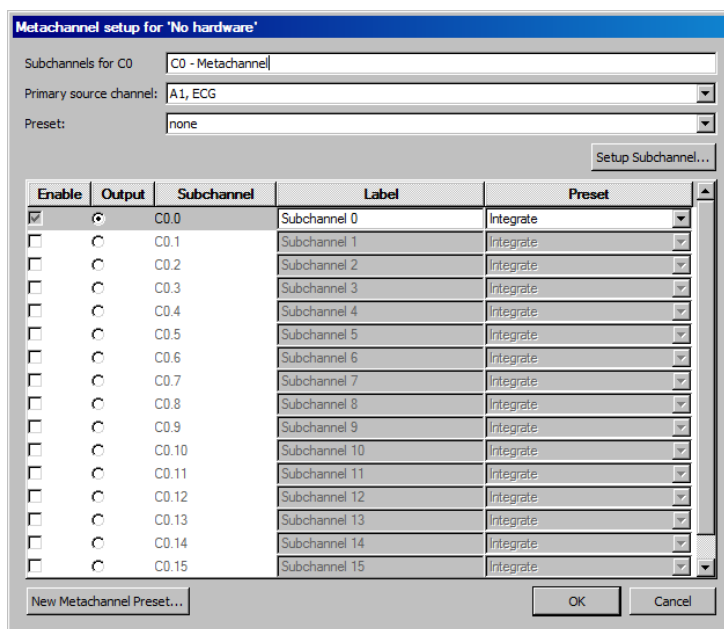 Metachannel setup for 'No hardware'
Subchannels for C0 C0 - Metachannel
Primary source channel: A1, ECG
Preset: none
Setup Subchannel...
Enable Output Subchannel Label Preset
C0.0 Subchannel 0 Integrate
C0.1 Subchannel 1 Integrate
C0.2 Subchannel 2 Integrate
C0.3 Subchannel 3 Integrate
C0.4 Subchannel 4 Integrate
C0.5 Subchannel 5 Integrate
C0.6 Subchannel 6 Integrate
C0.7 Subchannel 7 Integrate
C0.8 Subchannel 8 Integrate
C0.9 Subchannel 9 Integrate
C0.10 Subchannel 10 Integrate
C0.11 Subchannel 11 Integrate
C0.12 Subchannel 12 Integrate
C0.13 Subchannel 13 Integrate
C0.14 Subchannel 14 Integrate
C0.15 Subchannel 15 Integrate
New Metachannel Preset... OK Cancel